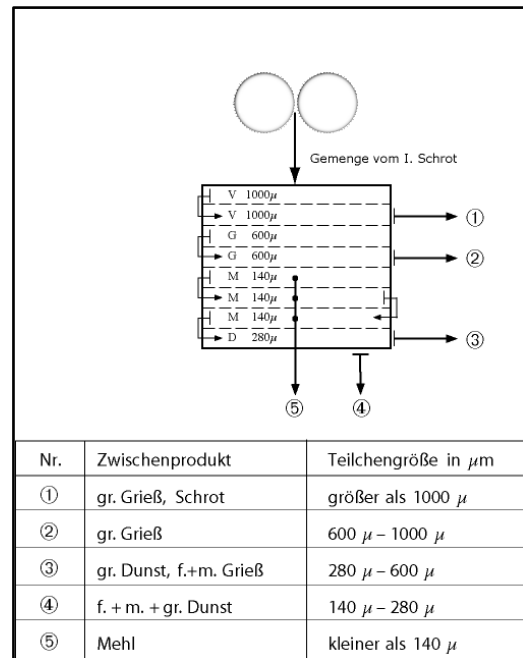 Gemenge vom I. Schrot
V 1000µ
V 1000µ
①
G 600µ
G 600µ
②
M 140µ
M 140µ
M 140µ
D 280µ
③
⑤ ④
Nr. Zwischenprodukt Teilchengröße in µm
① gr. Grieß, Schrot größer als 1000 µ
② gr. Grieß 600 µ – 1000 µ
③ gr. Dunst, f.+m. Grieß 280 µ – 600 µ
④ f. + m. + gr. Dunst 140 µ – 280 µ
⑤ Mehl kleiner als 140 µ